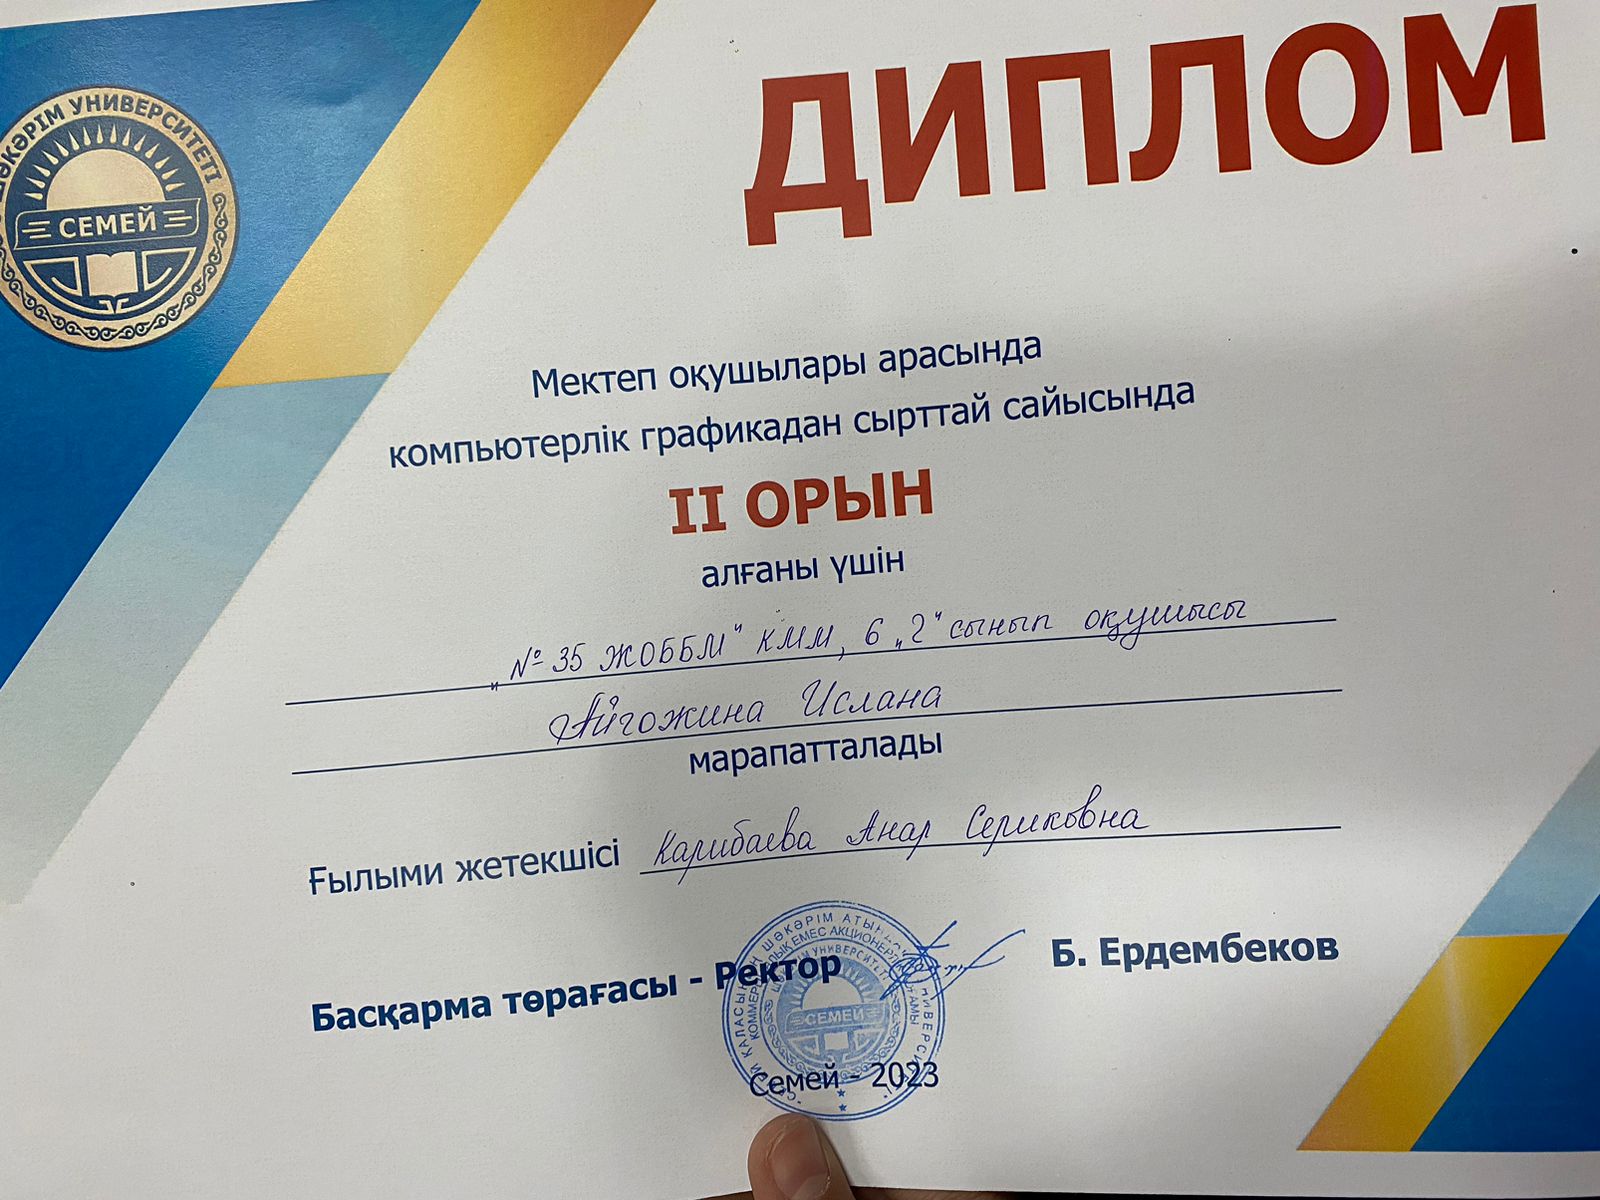 ШӘКӘРІМ УНИВЕРСИТЕТІ
СЕМЕЙ
ДИПЛОМ
Мектеп оқушылары арасында
компьютерлік графикадан сырттай сайысында
II ОРЫН
алғаны үшін
„№ 35 ЖОББМ" КММ, 6 „г" сынып оқушысы
Айгожина Ислана
марапатталады
Ғылыми жетекшісі Карибаева Анар Сериковна
Басқарма төрағасы - Ректор Б. Ердембеков
СЕМЕЙ
Семей - 2023